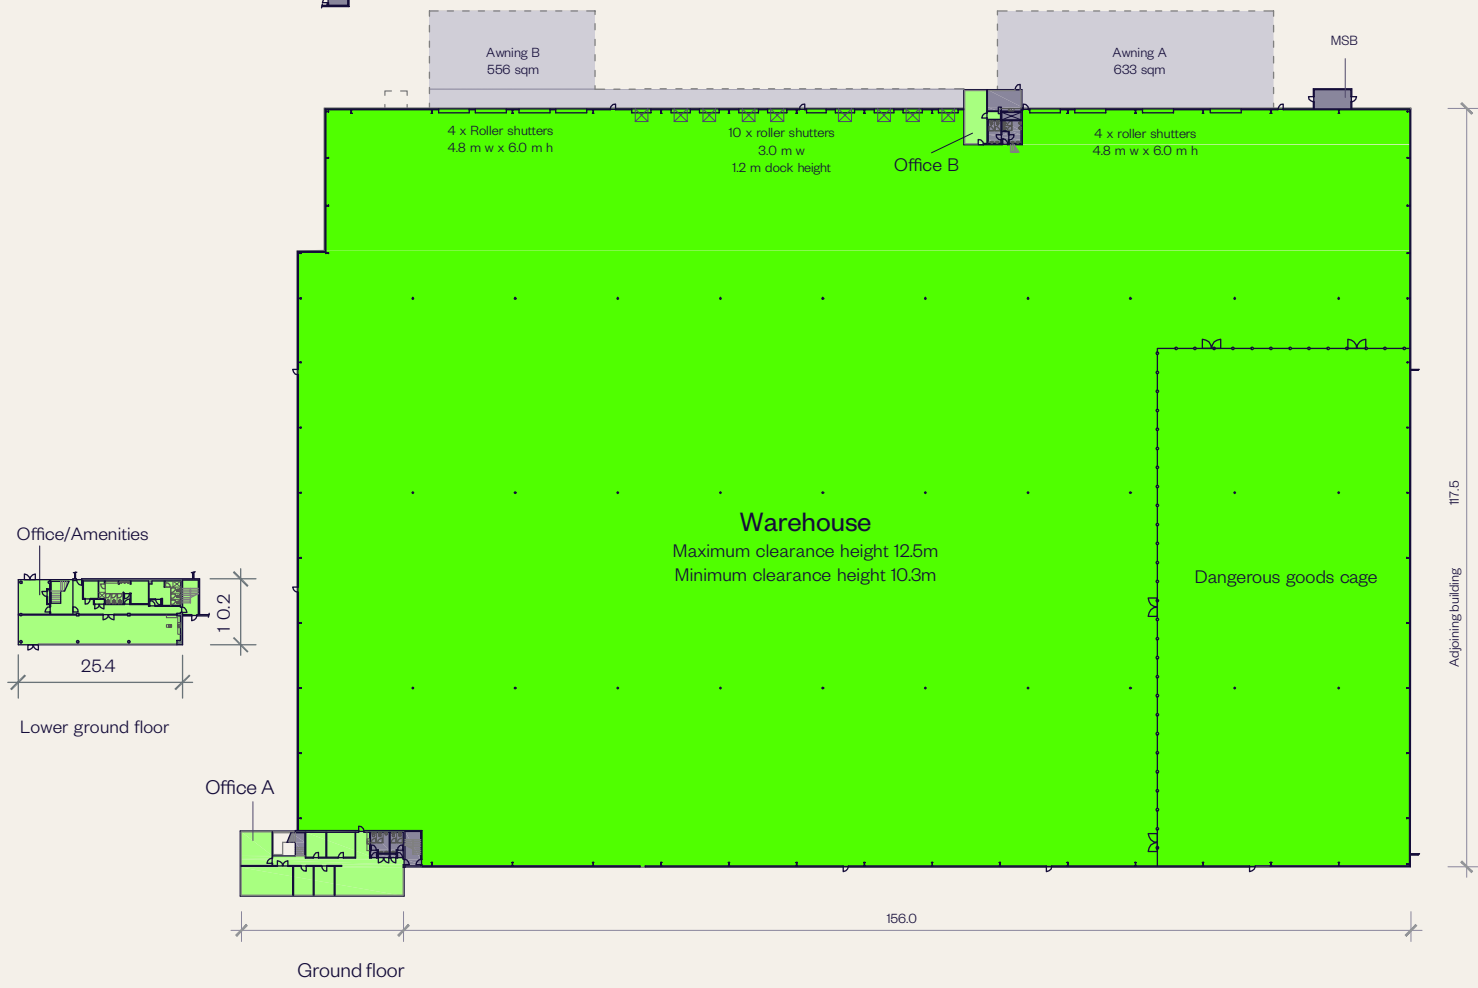 Awning B
556 sqm
Awning A
633 sqm
MSB
4 x Roller shutters
4.8 m w x 6.0 m h
10 x roller shutters
3.0 m w
1.2 m dock height
Office B
4 x roller shutters
4.8 m w x 6.0 m h
Warehouse
Maximum clearance height 12.5m
Minimum clearance height 10.3m
Dangerous goods cage
117.5
Adjoining building
Office/Amenities
1 0.2
25.4
Lower ground floor
Office A
156.0
Ground floor